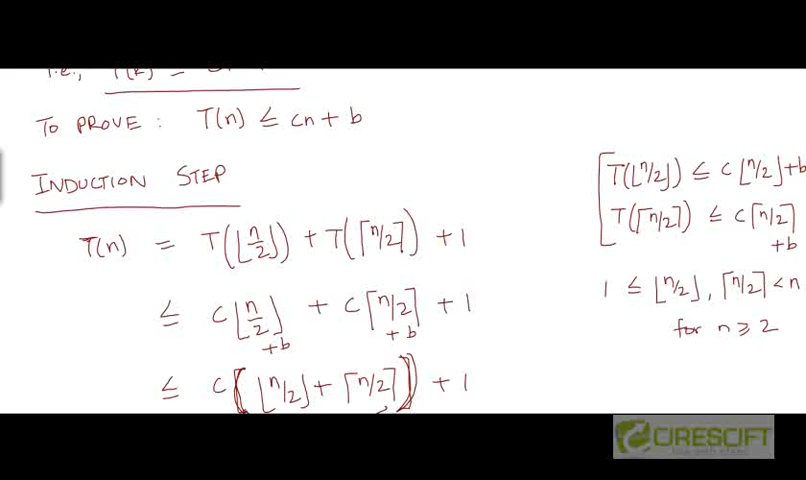 i.e.,
TO PROVE : T(n) ≤ cn + b
INDUCTION STEP
T(n) = T(⌊n/2⌋) + T(⌈n/2⌉) + 1
≤ c⌊n/2⌋ + b + c⌈n/2⌉ + b + 1
≤ c(⌊n/2⌋ + ⌈n/2⌉) + 1
T(⌊n/2⌋) ≤ c⌊n/2⌋+b
T(⌈n/2⌉) ≤ c⌈n/2⌉
+b
1 ≤ ⌊n/2⌋, ⌈n/2⌉ < n
for n ≥ 2